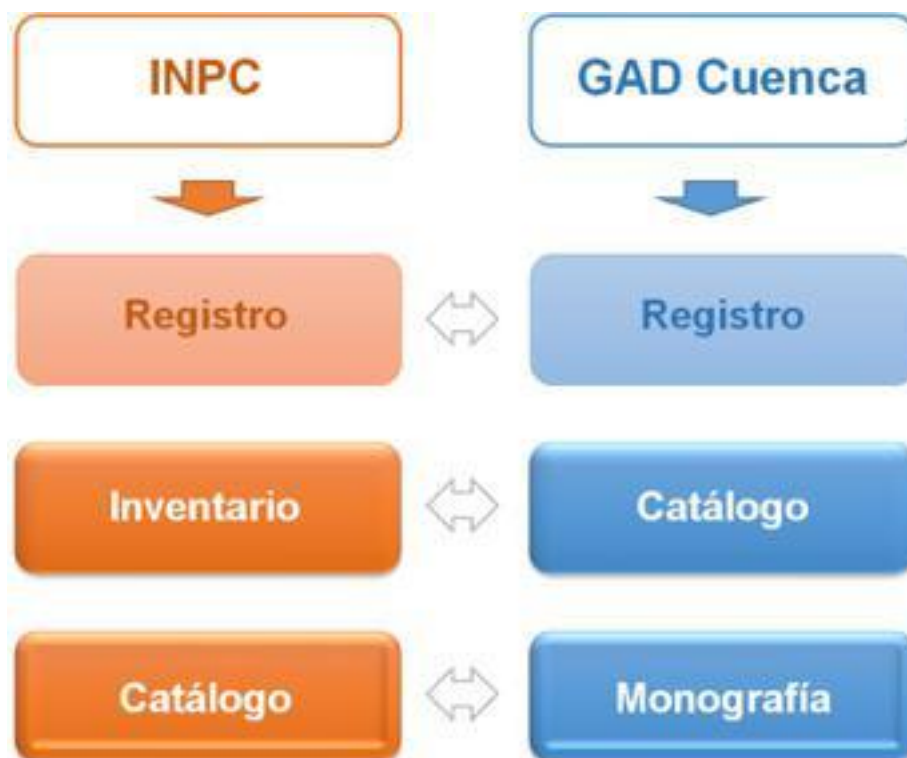 INPC
GAD Cuenca
Registro
Registro
Inventario
Catálogo
Catálogo
Monografía